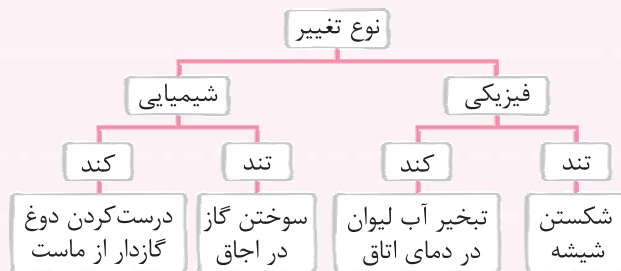 نوع تغییر
فیزیکی
شیمیایی
تند
کند
تند
کند
شکستن
شیشه
تبخیر آب لیوان
در دمای اتاق
سوختن گاز
در اجاق
درست‌کردن دوغ
گازدار از ماست